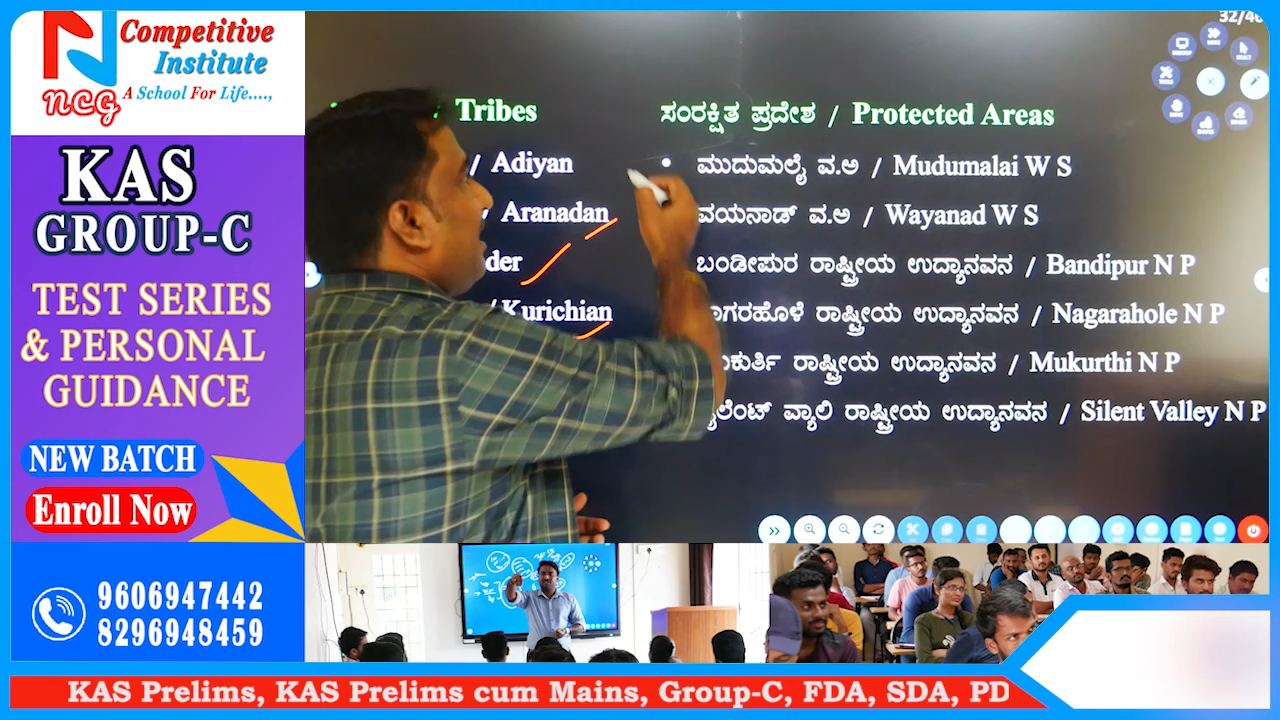 Competitive
Institute
A School For Life....,
NCG
KAS
GROUP-C
TEST SERIES
& PERSONAL
GUIDANCE
NEW BATCH
Enroll Now
9606947442
8296948459
Tribes
/ Adiyan
Aranadan
/ Kurichian
ಸಂರಕ್ಷಿತ ಪ್ರದೇಶ / Protected Areas
• ಮುದುಮಲೈ ವ.ಅ / Mudumalai W S
ವಯನಾಡ್ ವ.ಅ / Wayanad W S
ಬಂಡೀಪುರ ರಾಷ್ಟ್ರೀಯ ಉದ್ಯಾನವನ / Bandipur N P
ರಾಷ್ಟ್ರೀಯ ಉದ್ಯಾನವನ / Nagarahole N P
ರಾಷ್ಟ್ರೀಯ ಉದ್ಯಾನವನ / Mukurthi N P
ವ್ಯಾಲಿ ರಾಷ್ಟ್ರೀಯ ಉದ್ಯಾನವನ / Silent Valley N P
KAS Prelims, KAS Prelims cum Mains, Group-C, FDA, SDA, PD